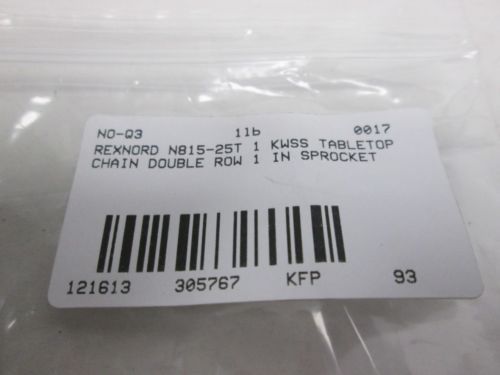 NO-Q3 1lb 0017
REXNORD N815-25T 1 KWSS TABLETOP
CHAIN DOUBLE ROW 1 IN SPROCKET
121613 305767 KFP 93